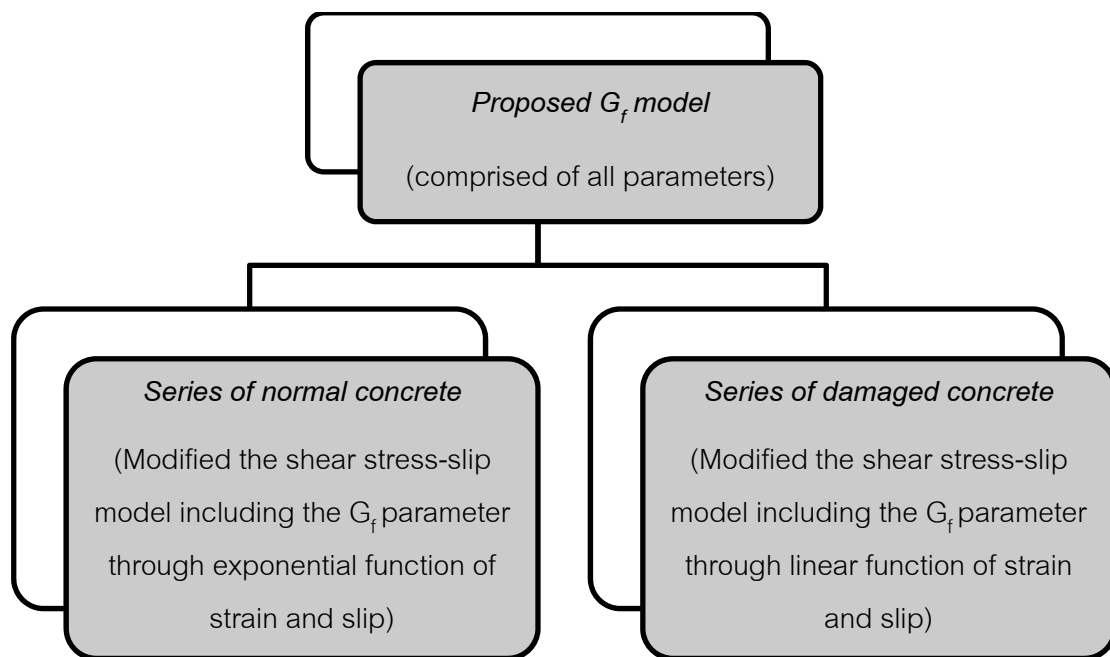 Proposed G_f model
(comprised of all parameters)
Series of normal concrete
(Modified the shear stress-slip
model including the G_f parameter
through exponential function of
strain and slip)
Series of damaged concrete
(Modified the shear stress-slip
model including the G_f parameter
through linear function of strain
and slip)